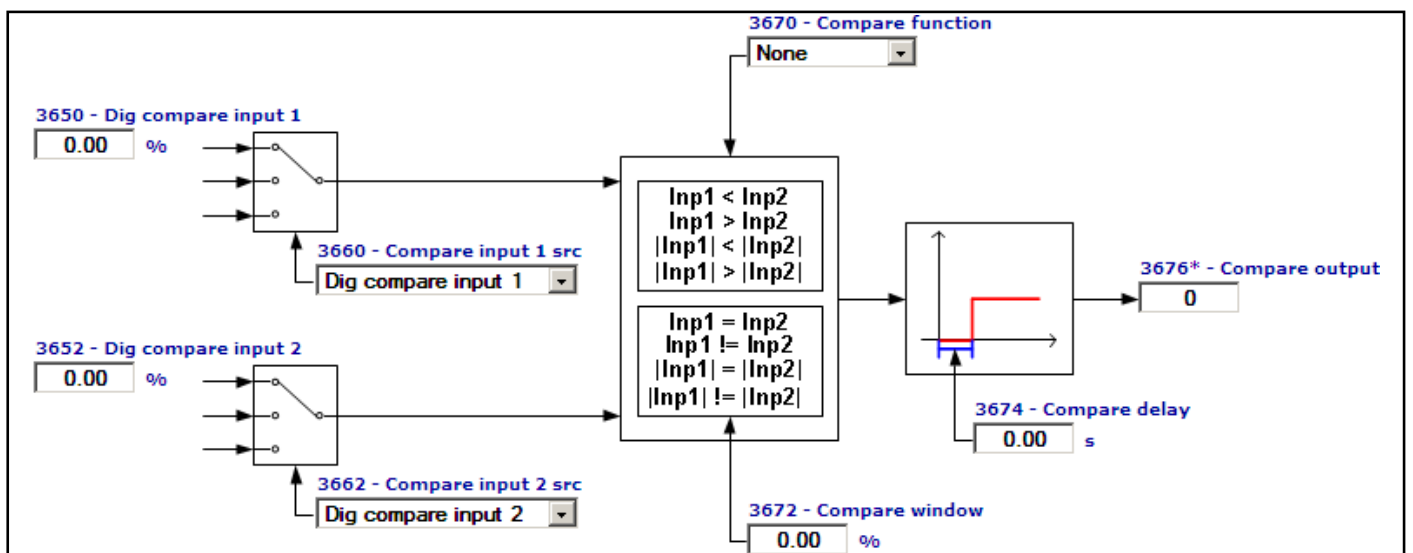 3670 - Compare function
None
3650 - Dig compare input 1
0.00 %
3660 - Compare input 1 src
Dig compare input 1
Inp1 < Inp2
Inp1 > Inp2
|Inp1| < |Inp2|
|Inp1| > |Inp2|
Inp1 = Inp2
Inp1 != Inp2
|Inp1| = |Inp2|
|Inp1| != |Inp2|
3676* - Compare output
0
3652 - Dig compare input 2
0.00 %
3674 - Compare delay
0.00 s
3662 - Compare input 2 src
Dig compare input 2
3672 - Compare window
0.00 %